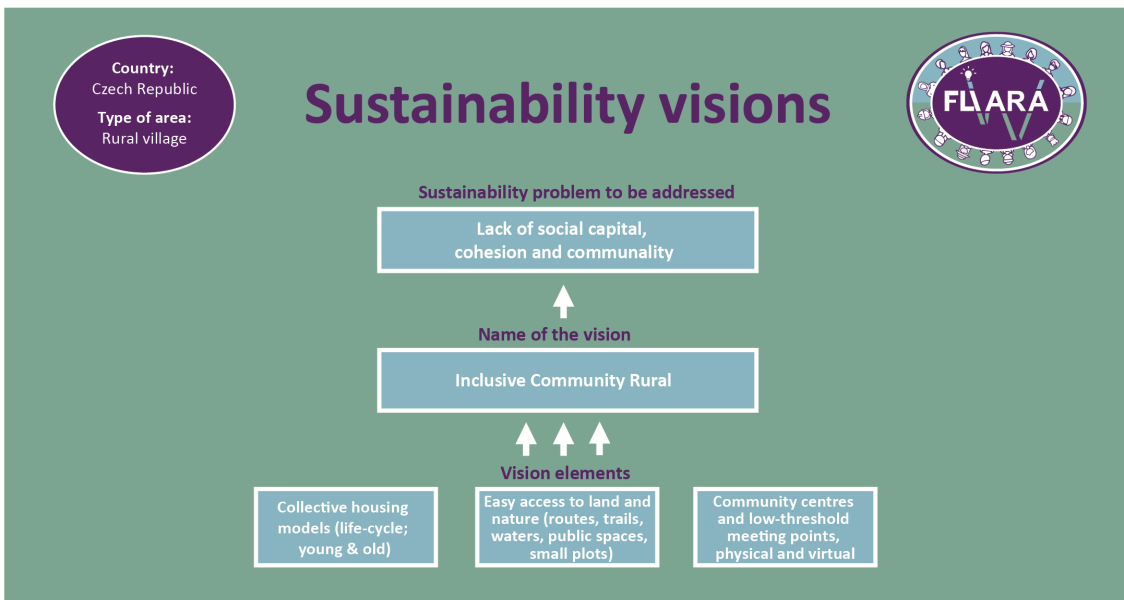 Country:
Czech Republic
Type of area:
Rural village
Sustainability visions
FLIARA
Sustainability problem to be addressed
Lack of social capital,
cohesion and communality
Name of the vision
Inclusive Community Rural
Vision elements
Collective housing
models (life-cycle;
young & old)
Easy access to land and
nature (routes, trails,
waters, public spaces,
small plots)
Community centres
and low-threshold
meeting points,
physical and virtual